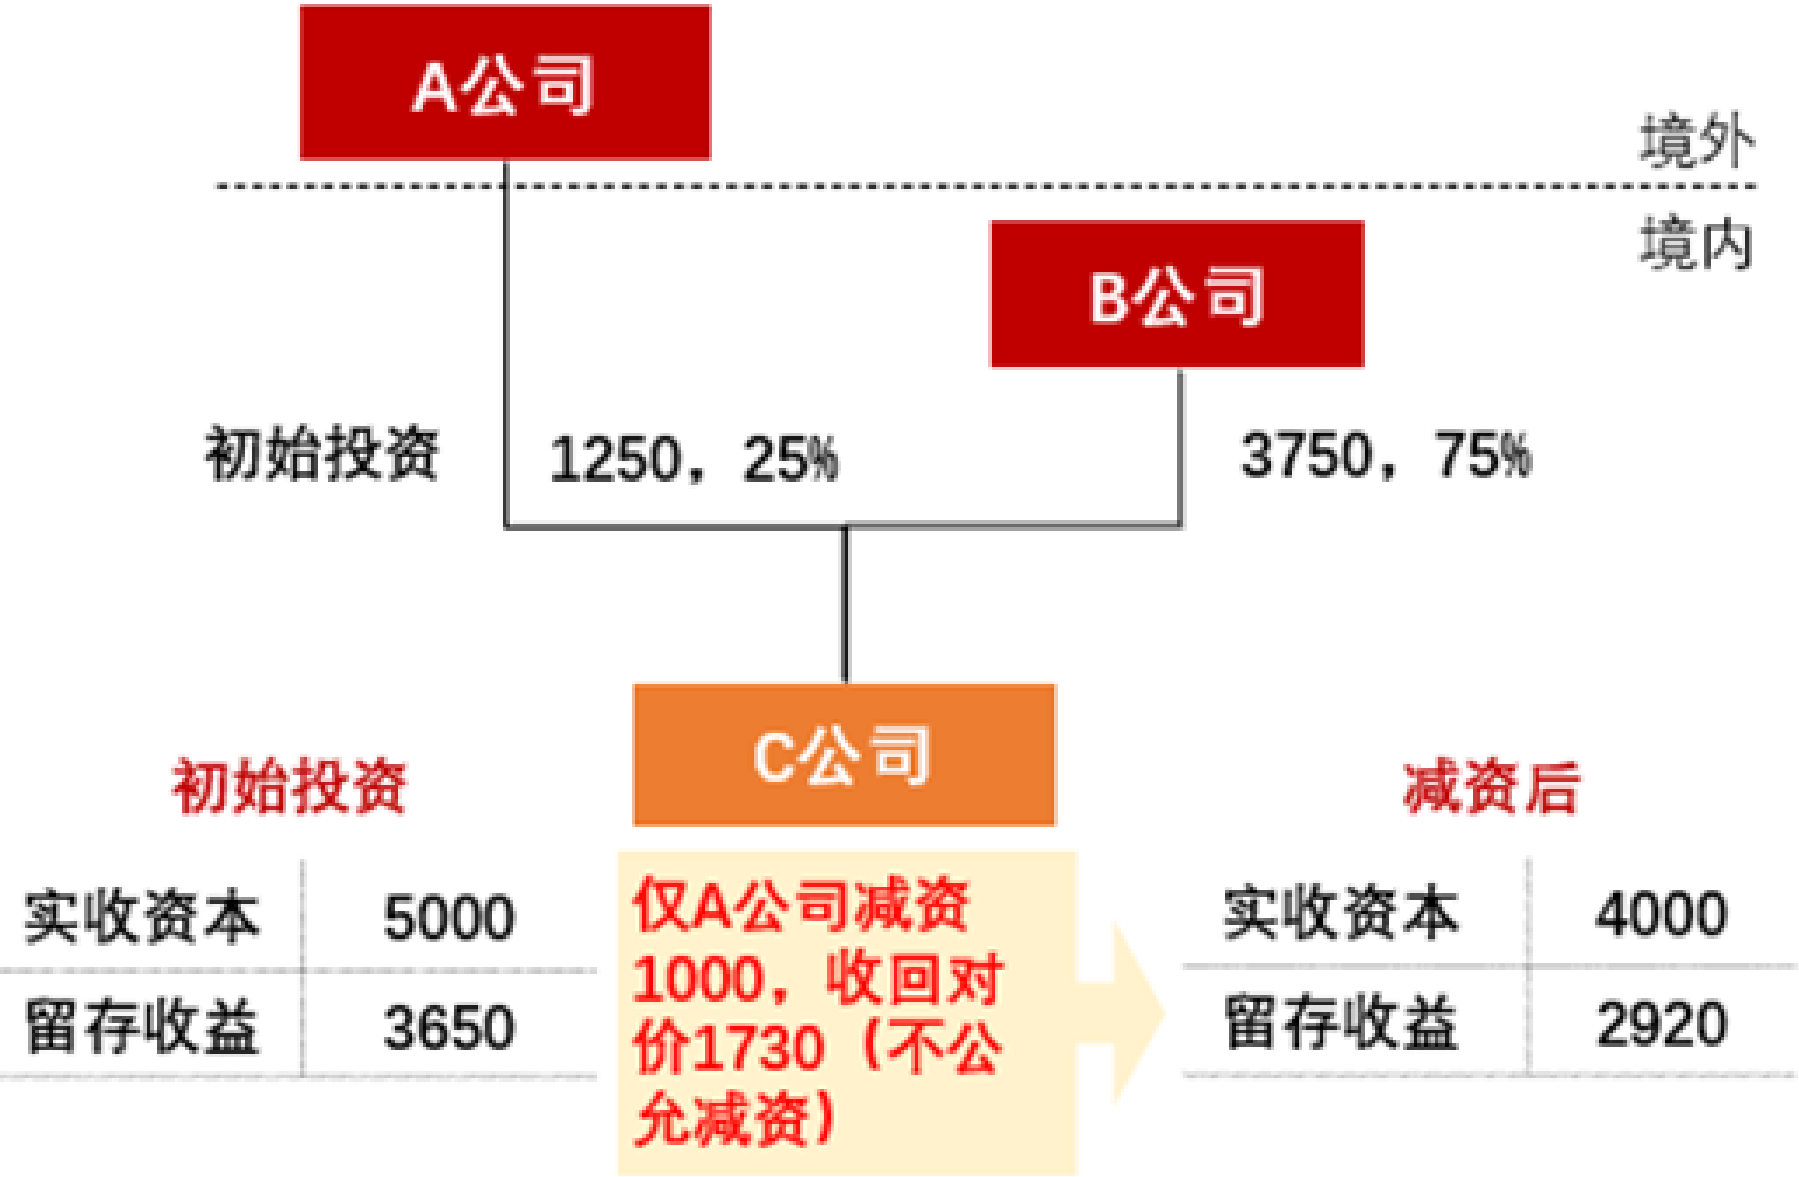 A公司
境外
境内
B公司
初始投资
1250，25%
3750，75%
C公司
初始投资
减资后
实收资本 5000
留存收益 3650
仅A公司减资
1000，收回对
价1730（不公
允减资）
实收资本 4000
留存收益 2920